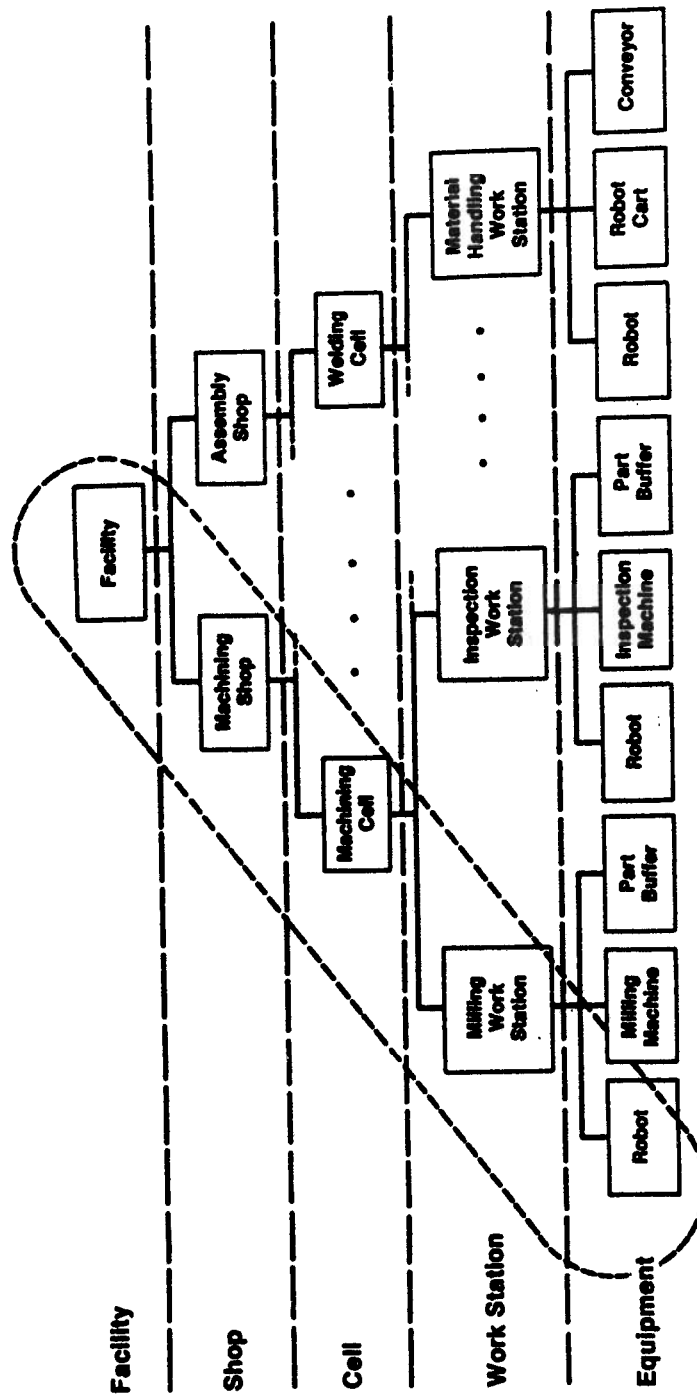 Facility
Facility
Shop
Machining
Shop
Assembly
Shop
Cell
Machining
Cell
Welding
Cell
Work Station
Milling
Work
Station
Inspection
Work
Station
Material
Handling
Work
Station
Equipment
Robot
Milling
Machine
Part
Buffer
Robot
Inspection
Machine
Part
Buffer
Robot
Robot
Cart
Conveyor